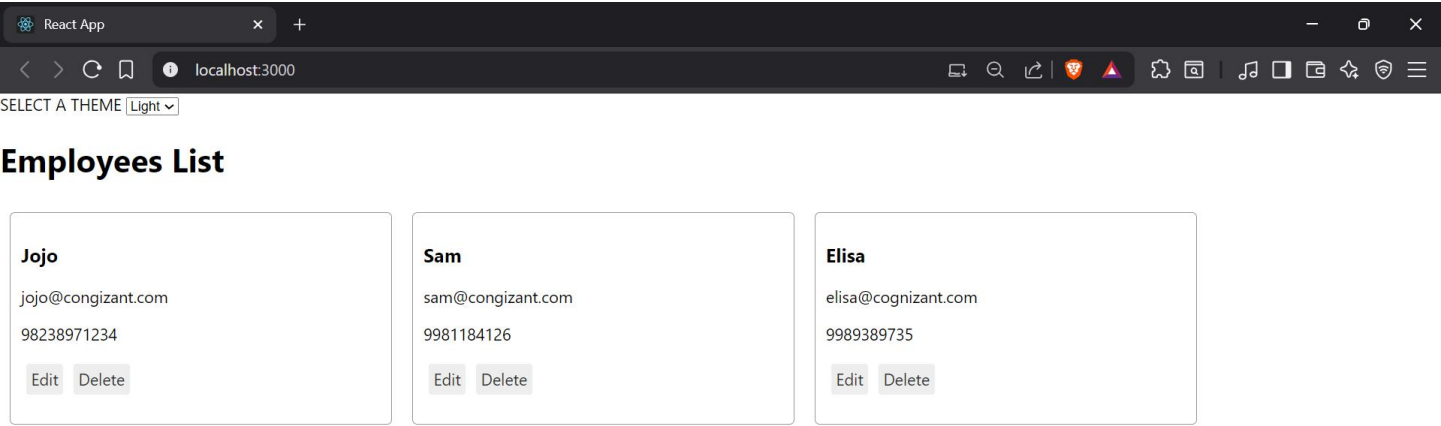 React App
localhost:3000
SELECT A THEME Light
Employees List
Jojo
jojo@congizant.com
98238971234
Edit Delete
Sam
sam@congizant.com
9981184126
Edit Delete
Elisa
elisa@cognizant.com
9989389735
Edit Delete